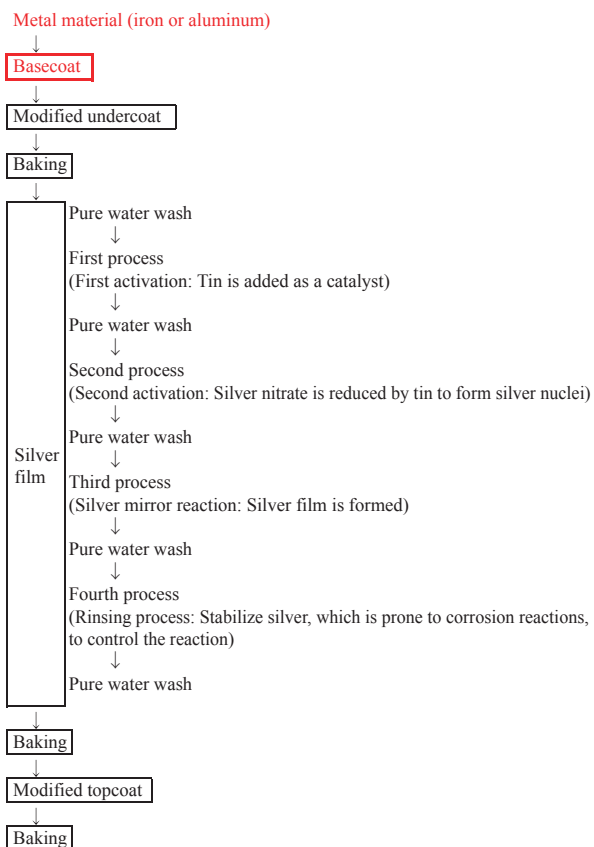 Metal material (iron or aluminum)
↓
Basecoat
↓
Modified undercoat
↓
Baking
↓
Silver
film
Pure water wash
↓
First process
(First activation: Tin is added as a catalyst)
↓
Pure water wash
↓
Second process
(Second activation: Silver nitrate is reduced by tin to form silver nuclei)
↓
Pure water wash
↓
Third process
(Silver mirror reaction: Silver film is formed)
↓
Pure water wash
↓
Fourth process
(Rinsing process: Stabilize silver, which is prone to corrosion reactions,
to control the reaction)
↓
Pure water wash
↓
Baking
↓
Modified topcoat
↓
Baking